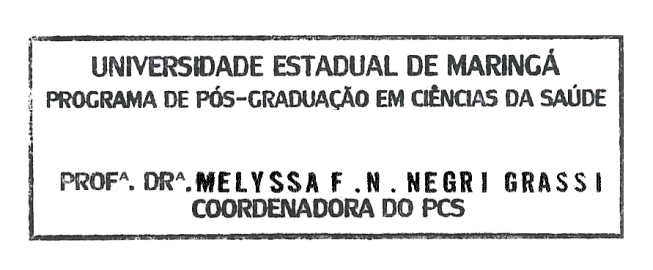 UNIVERSIDADE ESTADUAL DE MARINGÁ
PROGRAMA DE PÓS-GRADUAÇÃO EM CIÊNCIAS DA SAÚDE
PROFᴬ. DRᴬ. MELYSSA F. N. NEGRI GRASSI
COORDENADORA DO PCS